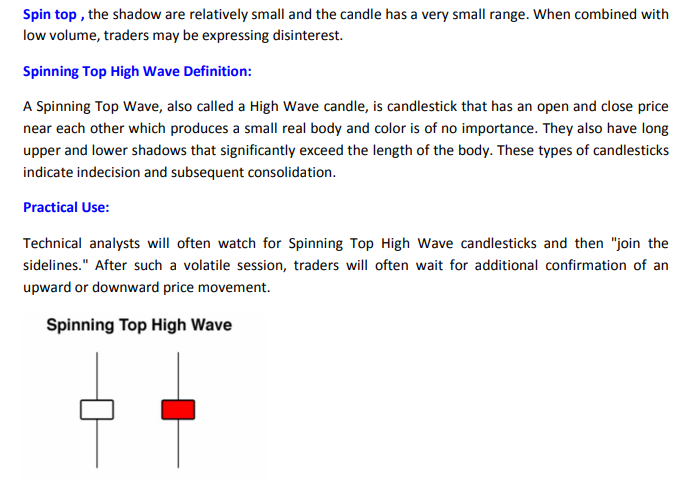 Spin top , the shadow are relatively small and the candle has a very small range. When combined with
low volume, traders may be expressing disinterest.
Spinning Top High Wave Definition:
A Spinning Top Wave, also called a High Wave candle, is candlestick that has an open and close price
near each other which produces a small real body and color is of no importance. They also have long
upper and lower shadows that significantly exceed the length of the body. These types of candlesticks
indicate indecision and subsequent consolidation.
Practical Use:
Technical analysts will often watch for Spinning Top High Wave candlesticks and then "join the
sidelines." After such a volatile session, traders will often wait for additional confirmation of an
upward or downward price movement.
Spinning Top High Wave